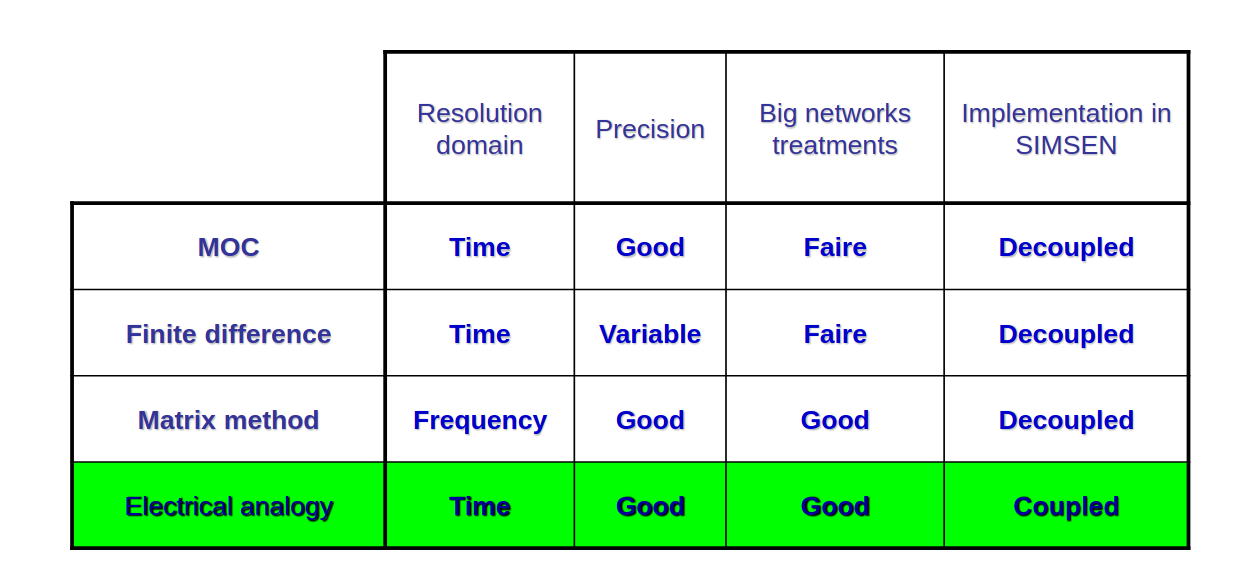 Resolution domain Precision Big networks treatments Implementation in SIMSEN
MOC Time Good Faire Decoupled
Finite difference Time Variable Faire Decoupled
Matrix method Frequency Good Good Decoupled
Electrical analogy Time Good Good Coupled